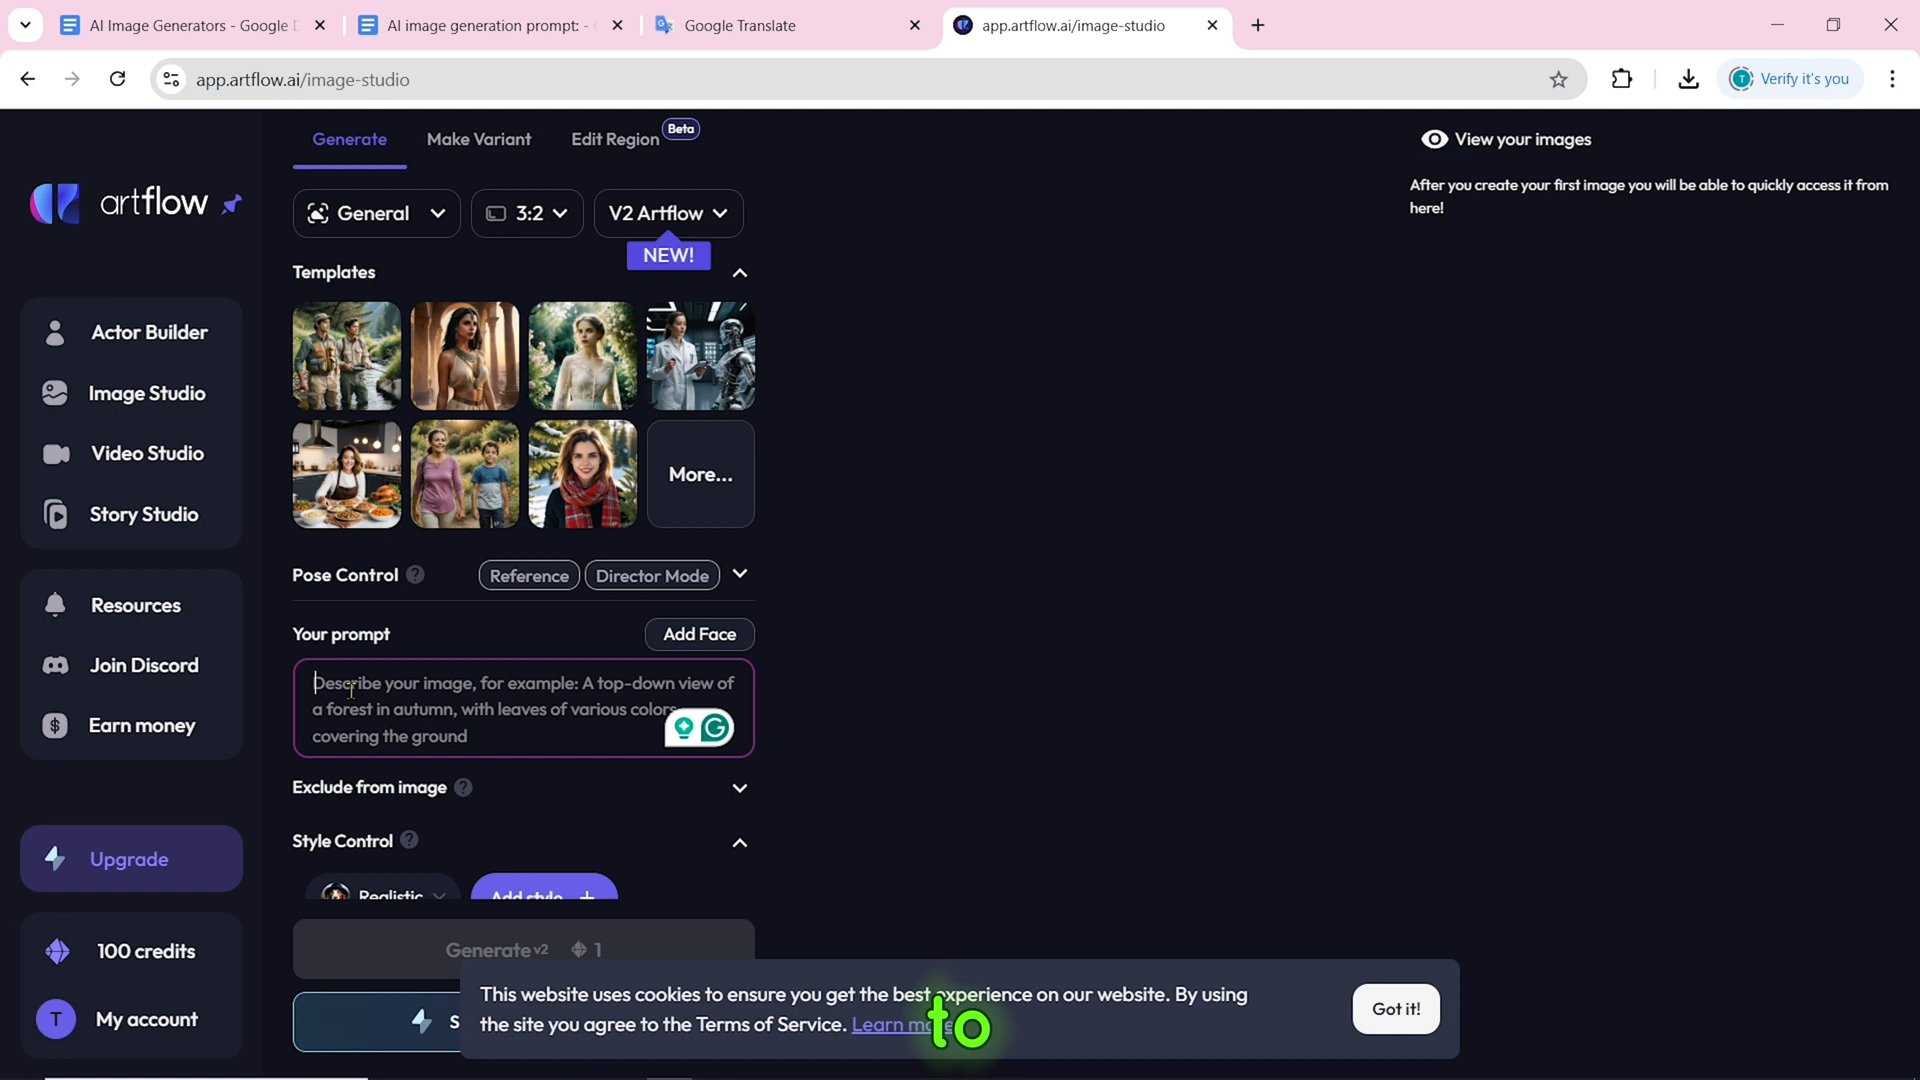 AI Image Generators - Google
AI image generation prompt: -
Google Translate
app.artflow.ai/image-studio
app.artflow.ai/image-studio
Verify it's you
Generate
Make Variant
Edit Region
Beta
View your images
After you create your first image you will be able to quickly access it from
here!
artflow
General
3:2
V2 Artflow
NEW!
Templates
More...
Actor Builder
Image Studio
Video Studio
Story Studio
Pose Control
Reference
Director Mode
Resources
Join Discord
Earn money
Your prompt
Add Face
Describe your image, for example: A top-down view of
a forest in autumn, with leaves of various colors
covering the ground
Exclude from image
Style Control
Realistic
Add style +
Upgrade
Generate v2
1
100 credits
My account
S
This website uses cookies to ensure you get the best experience on our website. By using
the site you agree to the Terms of Service. Learn more
Got it!
to